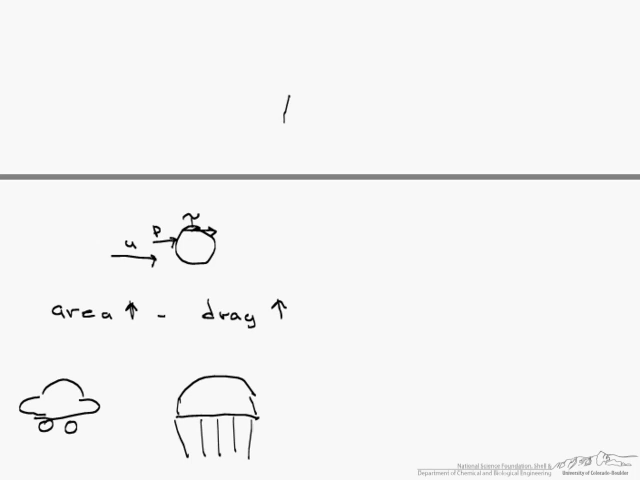 τ
P
u
area ↑ - drag ↑
National Science Foundation, Shell &
Department of Chemical and Biological Engineering
University of Colorado-Boulder